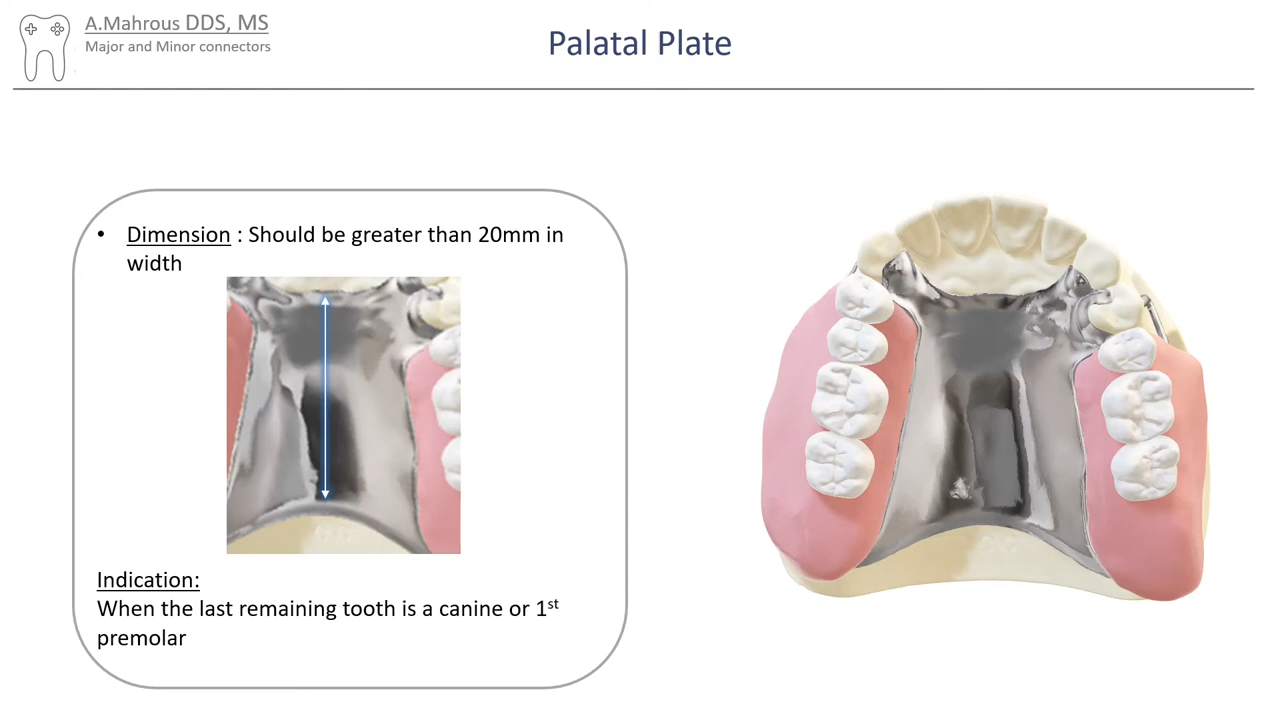 A.Mahrous DDS, MS
Major and Minor connectors
Palatal Plate
• Dimension : Should be greater than 20mm in
width
Indication:
When the last remaining tooth is a canine or 1st
premolar